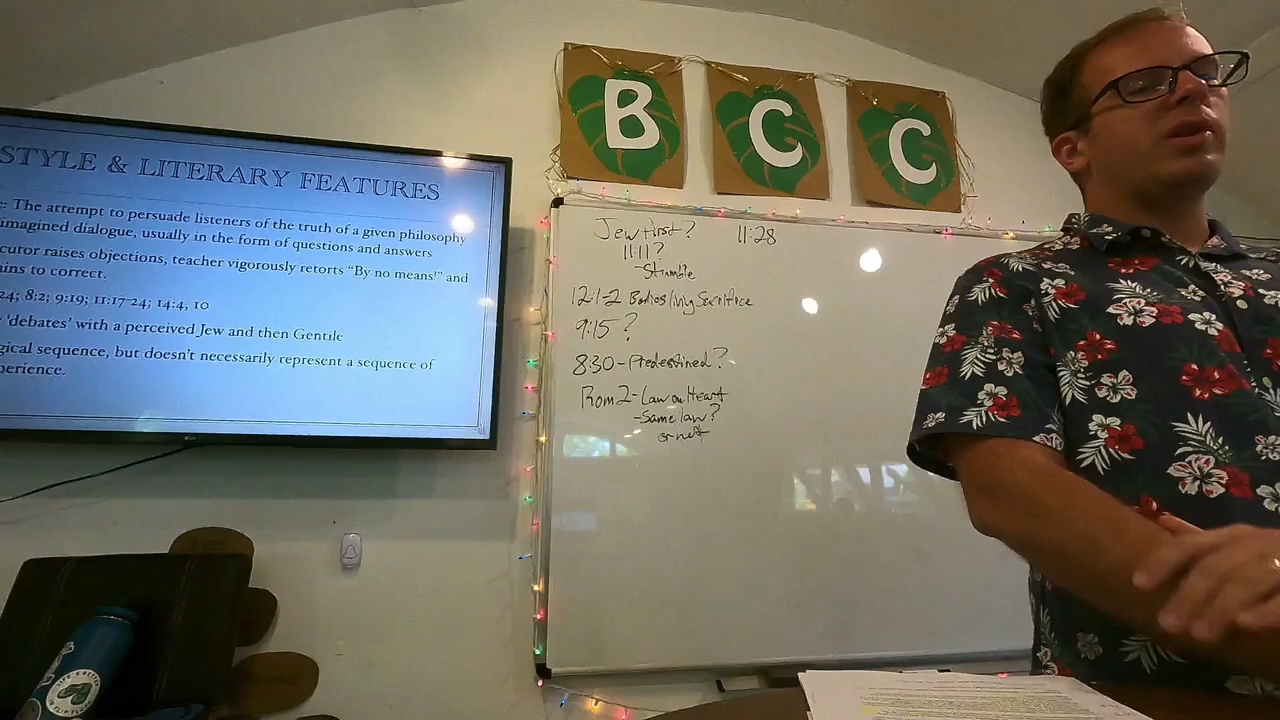 STYLE & LITERARY FEATURES
e: The attempt to persuade listeners of the truth of a given philosophy
imagined dialogue, usually in the form of questions and answers
cutor raises objections, teacher vigorously retorts "By no means!" and
ins to correct.
24; 8:2; 9:19; 11:17-24; 14:4, 10
'debates' with a perceived Jew and then Gentile
gical sequence, but doesn't necessarily represent a sequence of
perience.
B C C
Jew first? 11:28
11:11?
-Stumble
12:1-2 Bodies living Sacrifice
9:15?
8:30-Predestined?
Rom 2-Law on Heart
-Same law?
or not